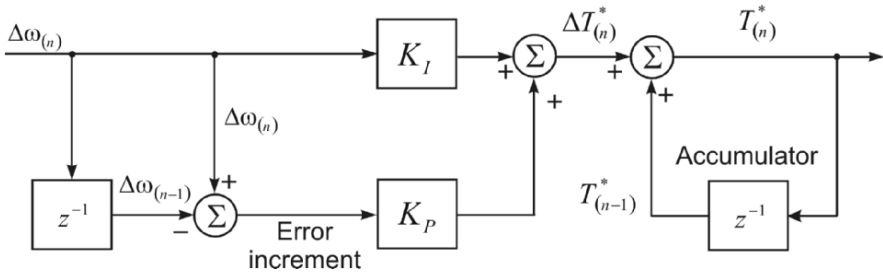 Δω(n)
K_I
Σ
+
+
ΔT*(n)
Σ
+
+
T*(n)
Δω(n)
z⁻¹
Δω(n−1)
+
−
Σ
Error
increment
K_P
T*(n−1)
Accumulator
z⁻¹